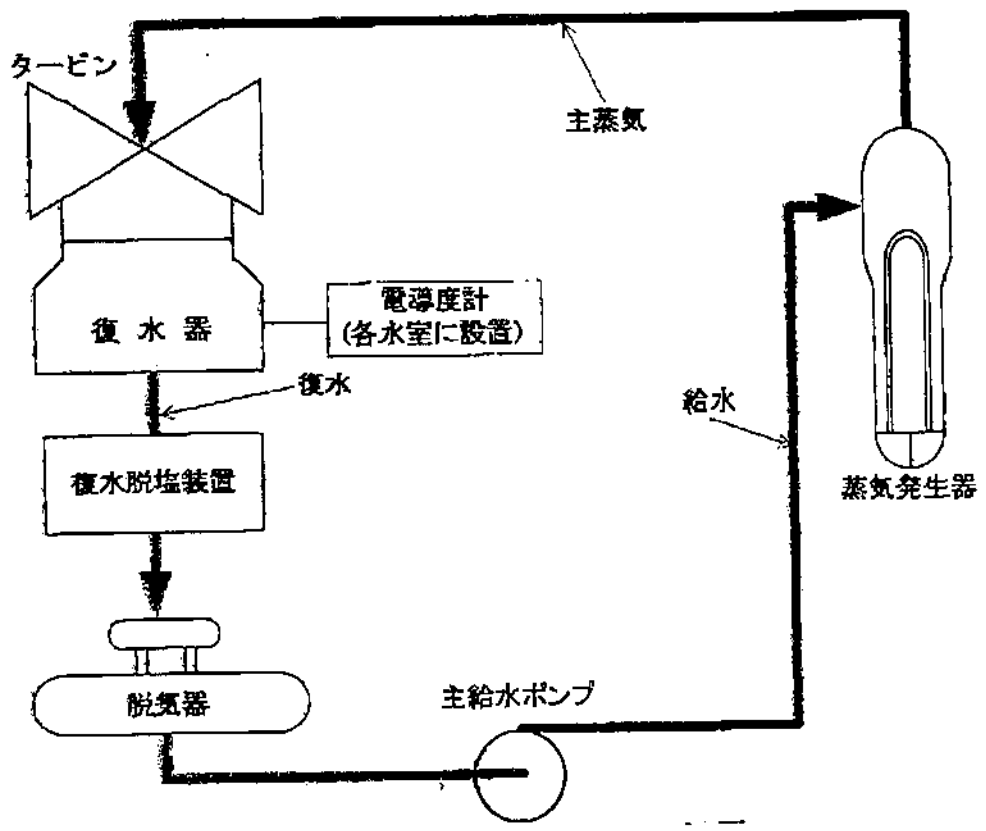 タービン
主蒸気
電導度計
(各水室に設置)
復水器
復水
給水
復水脱塩装置
蒸気発生器
脱気器
主給水ポンプ